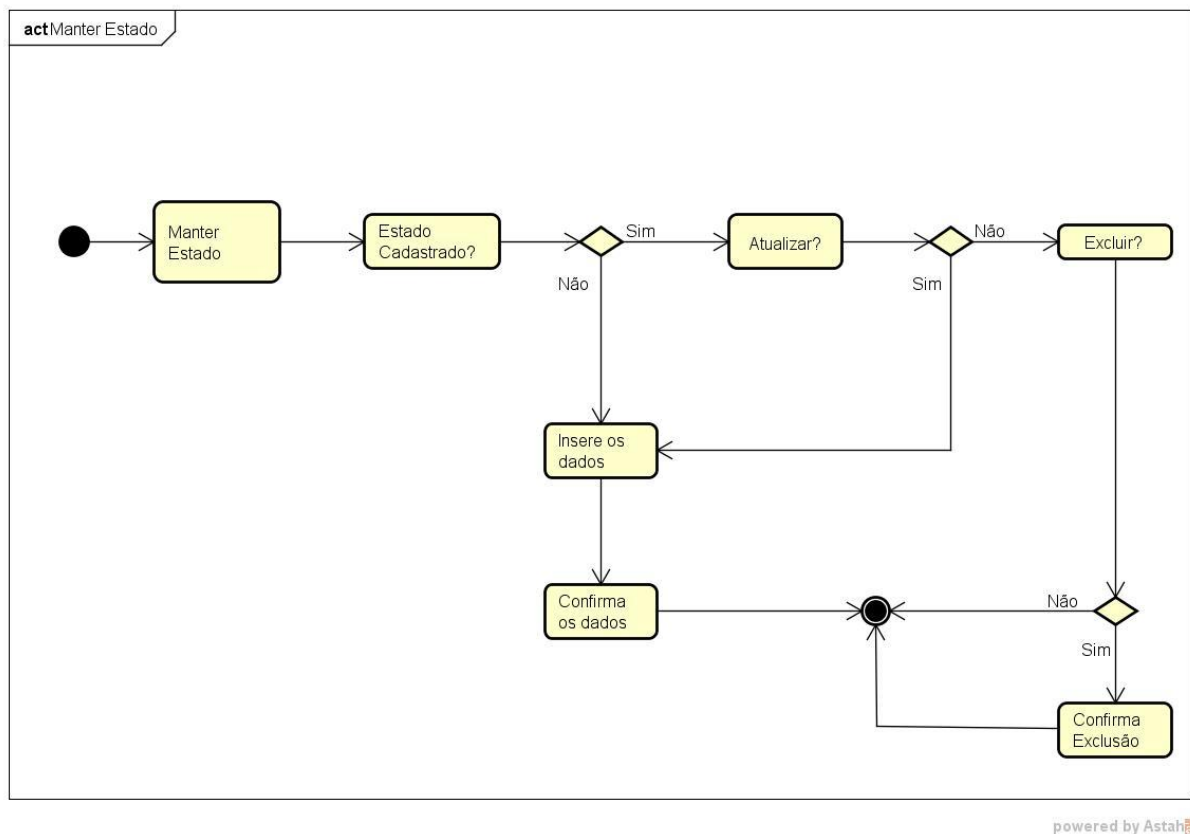 act Manter Estado
Manter
Estado
Estado
Cadastrado?
Sim
Atualizar?
Não
Excluir?
Não
Sim
Insere os
dados
Confirma
os dados
Não
Sim
Confirma
Exclusão
powered by Astah